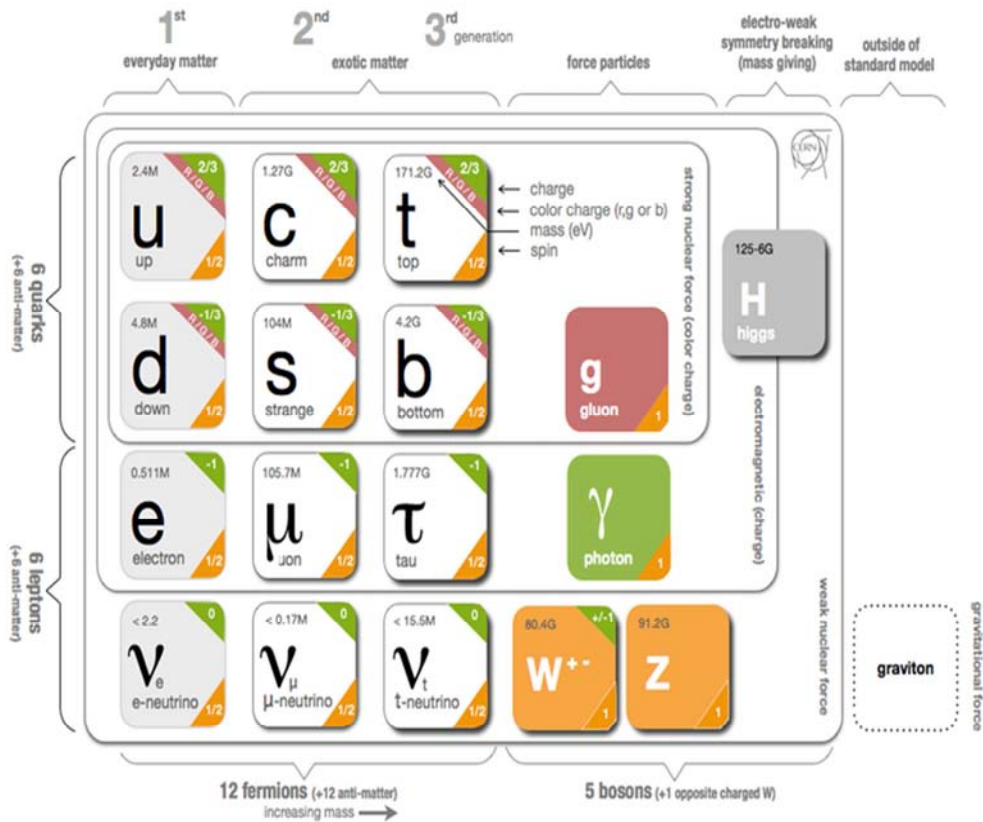 1st
2nd
3rd generation
everyday matter
exotic matter
force particles
electro-weak
symmetry breaking
(mass giving)
outside of
standard model
6 quarks
(+6 anti-matter)
6 leptons
(+6 anti-matter)
2.4M
2/3
R/G/B
u
up
1/2
1.27G
2/3
R/G/B
c
charm
1/2
171.2G
2/3
R/G/B
t
top
1/2
charge
color charge (r,g or b)
mass (eV)
spin
4.8M
-1/3
R/G/B
d
down
1/2
104M
-1/3
R/G/B
s
strange
1/2
4.2G
-1/3
R/G/B
b
bottom
1/2
g
gluon
1
strong nuclear force (color charge)
CERN
125-6G
H
higgs
0.511M
-1
e
electron
1/2
105.7M
-1
μ
uon
1/2
1.777G
-1
τ
tau
1/2
γ
photon
1
electromagnetic (charge)
< 2.2
0
νe
e-neutrino
1/2
< 0.17M
0
νμ
μ-neutrino
1/2
< 15.5M
0
νt
t-neutrino
1/2
80.4G
+/-1
W+-
1
91.2G
Z
1
weak nuclear force
graviton
gravitational force
12 fermions (+12 anti-matter)
increasing mass
5 bosons (+1 opposite charged W)